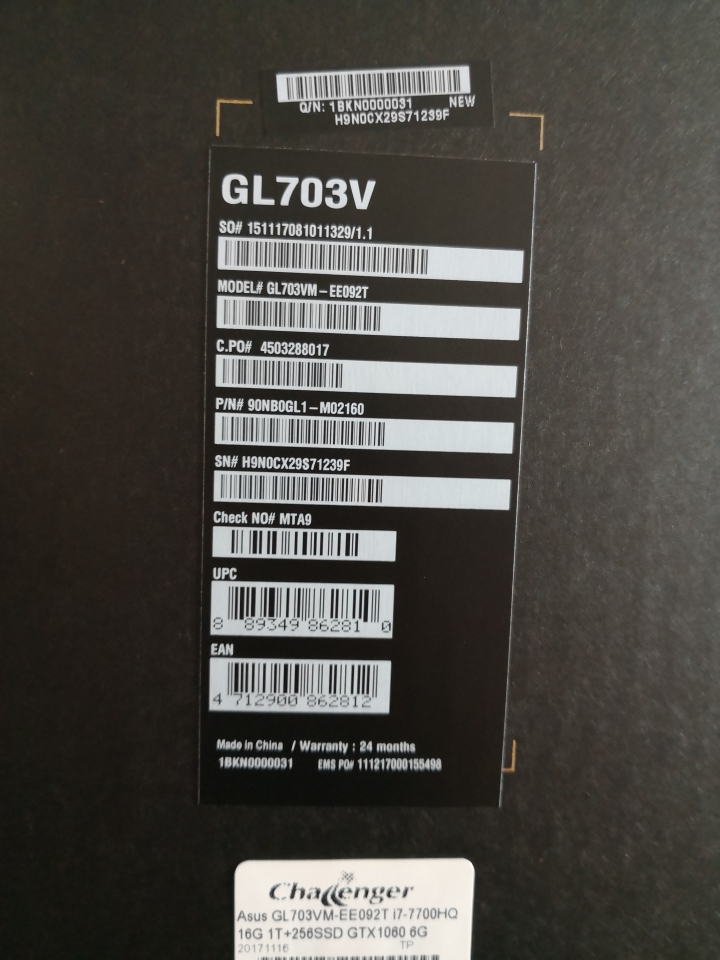 Q/N: 1BKN0000031 NEW
H9N0CX29S71239F
GL703V
SO# 151117081011329/1.1
MODEL# GL703VM-EE092T
C.PO# 4503288017
P/N# 90NB0GL1-M02160
SN# H9N0CX29S71239F
Check NO# MTA9
UPC
8 89349 86281 0
EAN
4 712900 862812
Made in China / Warranty : 24 months
1BKN0000031 EMS PO# 111217000155498
Challenger
Asus GL703VM-EE092T i7-7700HQ
16G 1T+256SSD GTX1060 6G
20171116 TP